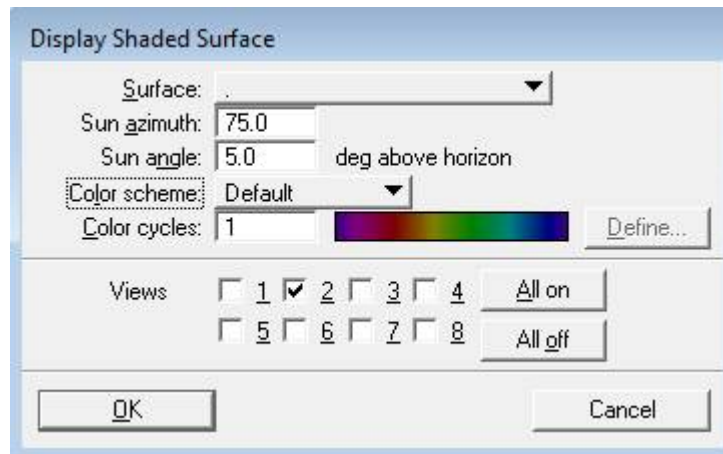 Display Shaded Surface
Surface: .
Sun azimuth: 75.0
Sun angle: 5.0 deg above horizon
Color scheme: Default
Color cycles: 1 Define...
Views 1 2 3 4 All on
5 6 7 8 All off
OK Cancel